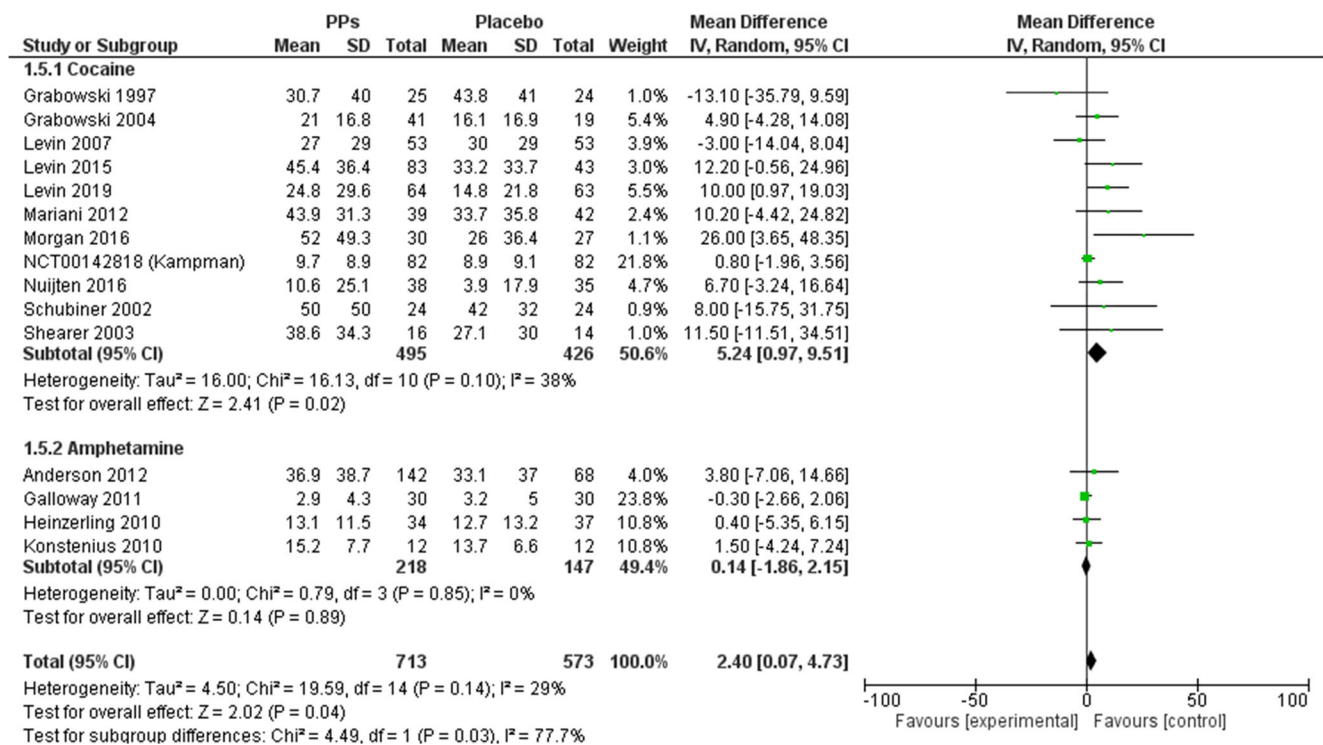 PPs Placebo Mean Difference Mean Difference
Study or Subgroup Mean SD Total Mean SD Total Weight IV, Random, 95% CI IV, Random, 95% CI
1.5.1 Cocaine
Grabowski 1997 30.7 40 25 43.8 41 24 1.0% -13.10 [-35.79, 9.59]
Grabowski 2004 21 16.8 41 16.1 16.9 19 5.4% 4.90 [-4.28, 14.08]
Levin 2007 27 29 53 30 29 53 3.9% -3.00 [-14.04, 8.04]
Levin 2015 45.4 36.4 83 33.2 33.7 43 3.0% 12.20 [-0.56, 24.96]
Levin 2019 24.8 29.6 64 14.8 21.8 63 5.5% 10.00 [0.97, 19.03]
Mariani 2012 43.9 31.3 39 33.7 35.8 42 2.4% 10.20 [-4.42, 24.82]
Morgan 2016 52 49.3 30 26 36.4 27 1.1% 26.00 [3.65, 48.35]
NCT00142818 (Kampman) 9.7 8.9 82 8.9 9.1 82 21.8% 0.80 [-1.96, 3.56]
Nuijten 2016 10.6 25.1 38 3.9 17.9 35 4.7% 6.70 [-3.24, 16.64]
Schubiner 2002 50 50 24 42 32 24 0.9% 8.00 [-15.75, 31.75]
Shearer 2003 38.6 34.3 16 27.1 30 14 1.0% 11.50 [-11.51, 34.51]
Subtotal (95% CI) 495 426 50.6% 5.24 [0.97, 9.51]
Heterogeneity: Tau² = 16.00; Chi² = 16.13, df = 10 (P = 0.10); I² = 38%
Test for overall effect: Z = 2.41 (P = 0.02)
1.5.2 Amphetamine
Anderson 2012 36.9 38.7 142 33.1 37 68 4.0% 3.80 [-7.06, 14.66]
Galloway 2011 2.9 4.3 30 3.2 5 30 23.8% -0.30 [-2.66, 2.06]
Heinzerling 2010 13.1 11.5 34 12.7 13.2 37 10.8% 0.40 [-5.35, 6.15]
Konstenius 2010 15.2 7.7 12 13.7 6.6 12 10.8% 1.50 [-4.24, 7.24]
Subtotal (95% CI) 218 147 49.4% 0.14 [-1.86, 2.15]
Heterogeneity: Tau² = 0.00; Chi² = 0.79, df = 3 (P = 0.85); I² = 0%
Test for overall effect: Z = 0.14 (P = 0.89)
Total (95% CI) 713 573 100.0% 2.40 [0.07, 4.73]
Heterogeneity: Tau² = 4.50; Chi² = 19.59, df = 14 (P = 0.14); I² = 29%
Test for overall effect: Z = 2.02 (P = 0.04)
Test for subgroup differences: Chi² = 4.49, df = 1 (P = 0.03), I² = 77.7%
-100 -50 0 50 100
Favours [experimental] Favours [control]